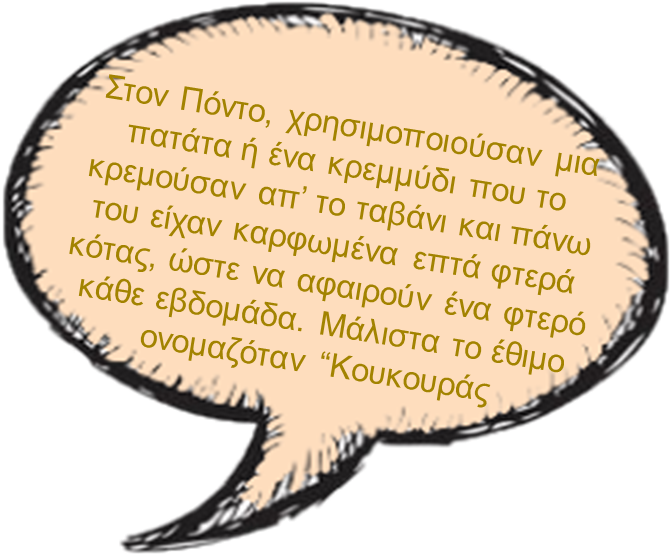 Στον Πόντο, χρησιμοποιούσαν μια
πατάτα ή ένα κρεμμύδι που το
κρεμούσαν απ’ το ταβάνι και πάνω
του είχαν καρφωμένα επτά φτερά
κότας, ώστε να αφαιρούν ένα φτερό
κάθε εβδομάδα. Μάλιστα το έθιμο
ονομαζόταν “Κουκουράς